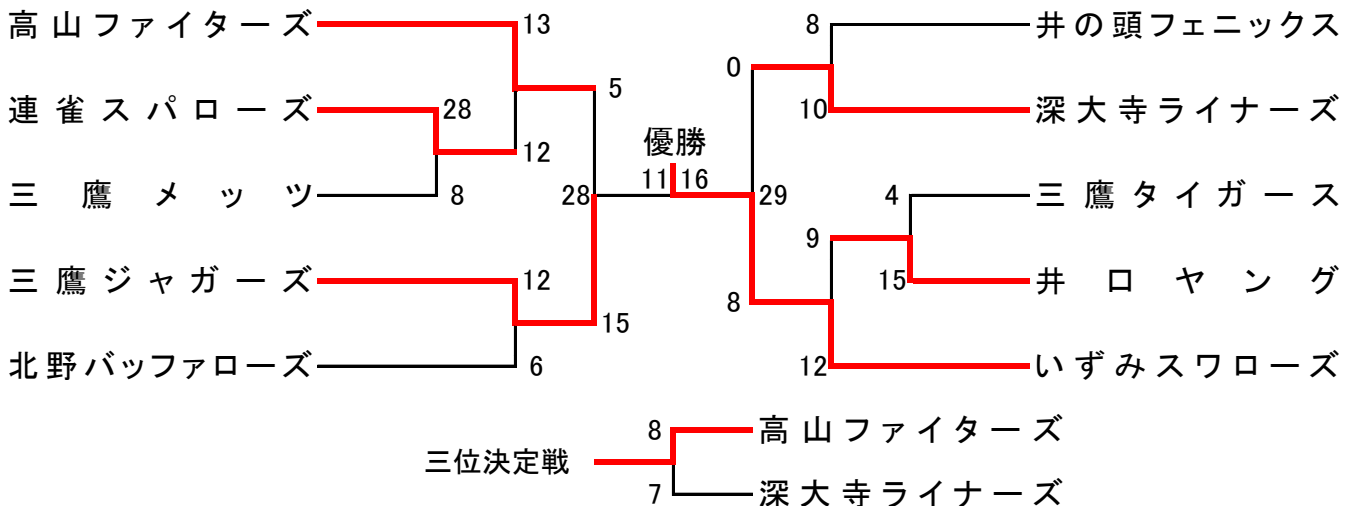 高山ファイターズ 13 8 井の頭フェニックス
5 0
連雀スパローズ 28 10 深大寺ライナーズ
12 優勝
11 16
三鷹メッツ 8 28 29 4 三鷹タイガース
9
三鷹ジャガーズ 12 15 井口ヤング
15 8
北野バッファローズ 6 12 いずみスワローズ
8 高山ファイターズ
三位決定戦
7 深大寺ライナーズ